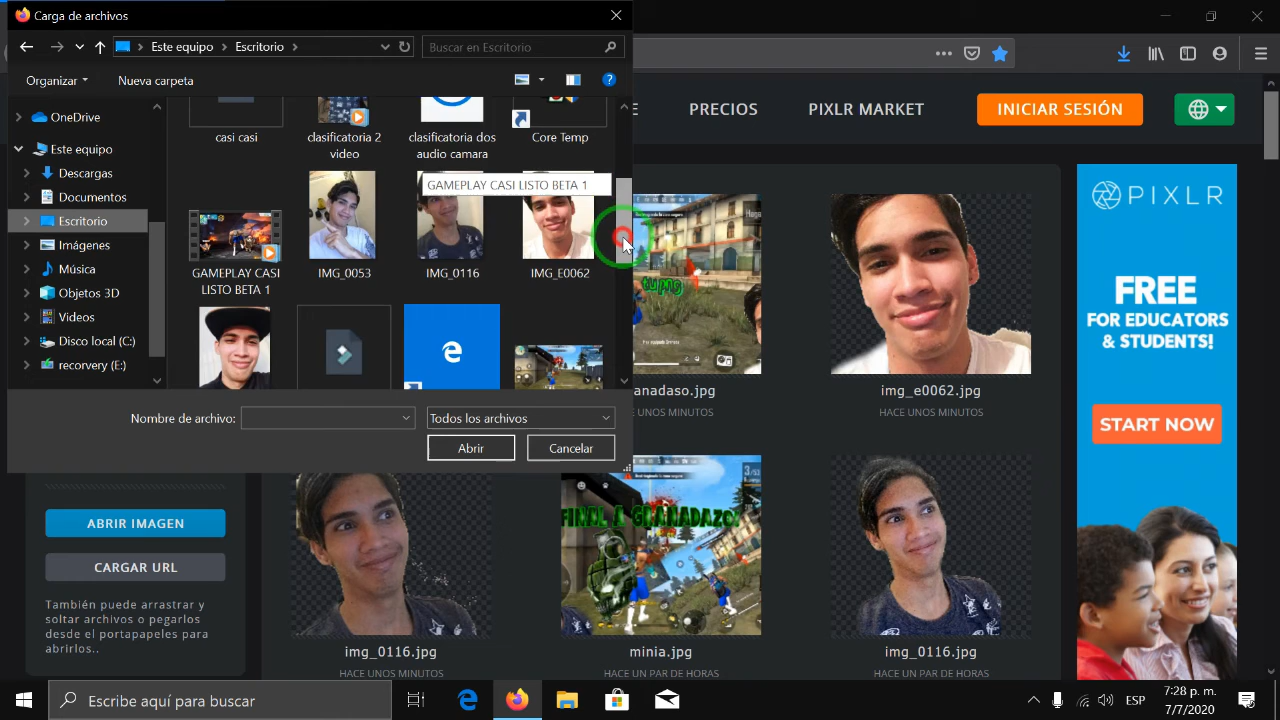 Carga de archivos
Este equipo
Escritorio
Buscar en Escritorio
Organizar
Nueva carpeta
OneDrive
Este equipo
Descargas
Documentos
Escritorio
Imágenes
Música
Objetos 3D
Videos
Disco local (C:)
recorvery (E:)
casi casi
clasificatoria 2
video
clasificatoria dos
audio camara
Core Temp
GAMEPLAY CASI LISTO BETA 1
GAMEPLAY CASI
LISTO BETA 1
IMG_0053
IMG_0116
IMG_E0062
Nombre de archivo:
Todos los archivos
Abrir
Cancelar
E
PRECIOS
PIXLR MARKET
INICIAR SESIÓN
tu.png
anadaso.jpg
HACE UNOS MINUTOS
img_e0062.jpg
HACE UNOS MINUTOS
ABRIR IMAGEN
CARGAR URL
También puede arrastrar y
soltar archivos o pegarlos
desde el portapapeles para
abrirlos..
img_0116.jpg
HACE UNOS MINUTOS
FINAL A GRANADAZO!
minia.jpg
HACE UN PAR DE HORAS
img_0116.jpg
HACE UN PAR DE HORAS
PIXLR
FREE
FOR EDUCATORS
& STUDENTS!
START NOW
Escribe aquí para buscar
ESP
7:28 p. m.
7/7/2020